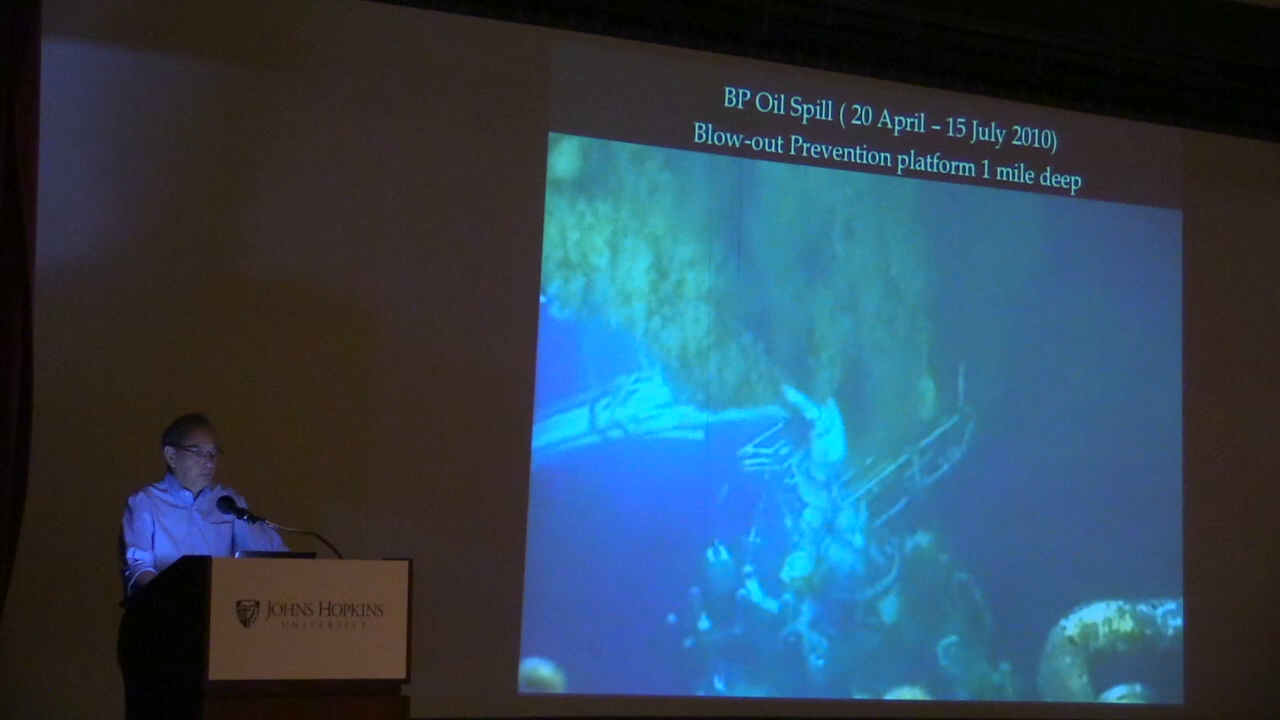 BP Oil Spill ( 20 April – 15 July 2010)
Blow-out Prevention platform 1 mile deep
JOHNS HOPKINS
UNIVERSITY